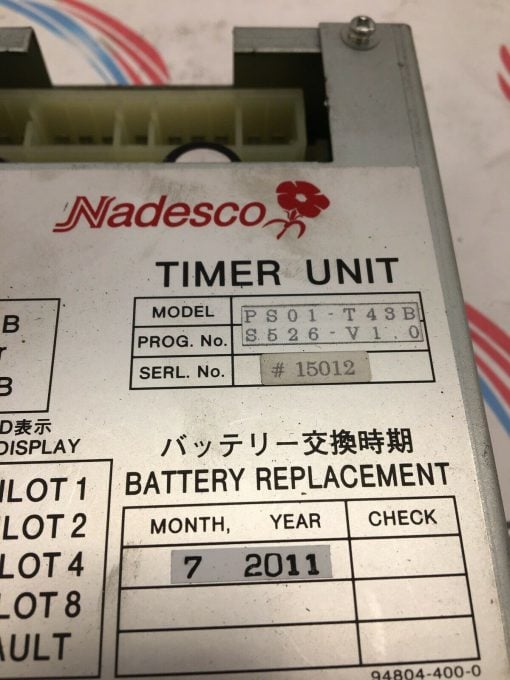 Nadesco
TIMER UNIT
MODEL PS01-T43B
PROG. No. S526-V1.0
SERL. No. # 15012
B
B
D表示
DISPLAY
ILOT 1
ILOT 2
LOT 4
LOT 8
AULT
バッテリー交換時期
BATTERY REPLACEMENT
MONTH, YEAR CHECK
7 2011
94804-400-0